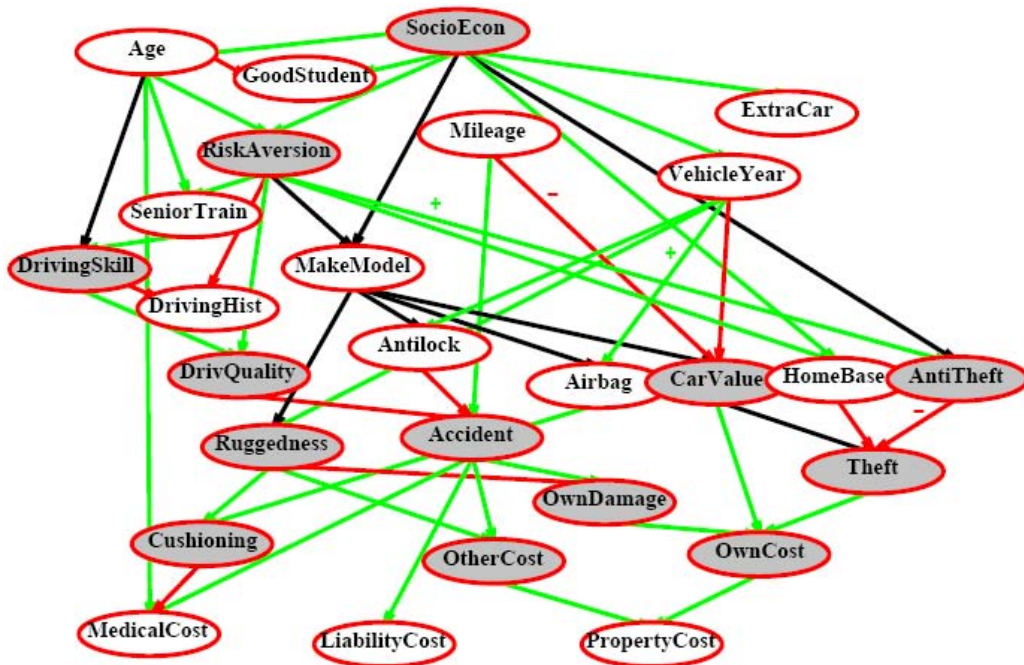 SocioEcon
Age
GoodStudent
ExtraCar
Mileage
RiskAversion
VehicleYear
−
+
SeniorTrain
+
DrivingSkill
MakeModel
DrivingHist
Antilock
DrivQuality
Airbag
CarValue
HomeBase
AntiTheft
−
Ruggedness
Accident
Theft
OwnDamage
Cushioning
OtherCost
OwnCost
MedicalCost
LiabilityCost
PropertyCost